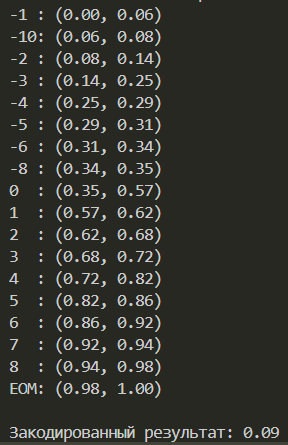 -1 : (0.00, 0.06)
-10: (0.06, 0.08)
-2 : (0.08, 0.14)
-3 : (0.14, 0.25)
-4 : (0.25, 0.29)
-5 : (0.29, 0.31)
-6 : (0.31, 0.34)
-8 : (0.34, 0.35)
0  : (0.35, 0.57)
1  : (0.57, 0.62)
2  : (0.62, 0.68)
3  : (0.68, 0.72)
4  : (0.72, 0.82)
5  : (0.82, 0.86)
6  : (0.86, 0.92)
7  : (0.92, 0.94)
8  : (0.94, 0.98)
EOM: (0.98, 1.00)
Закодированный результат: 0.09